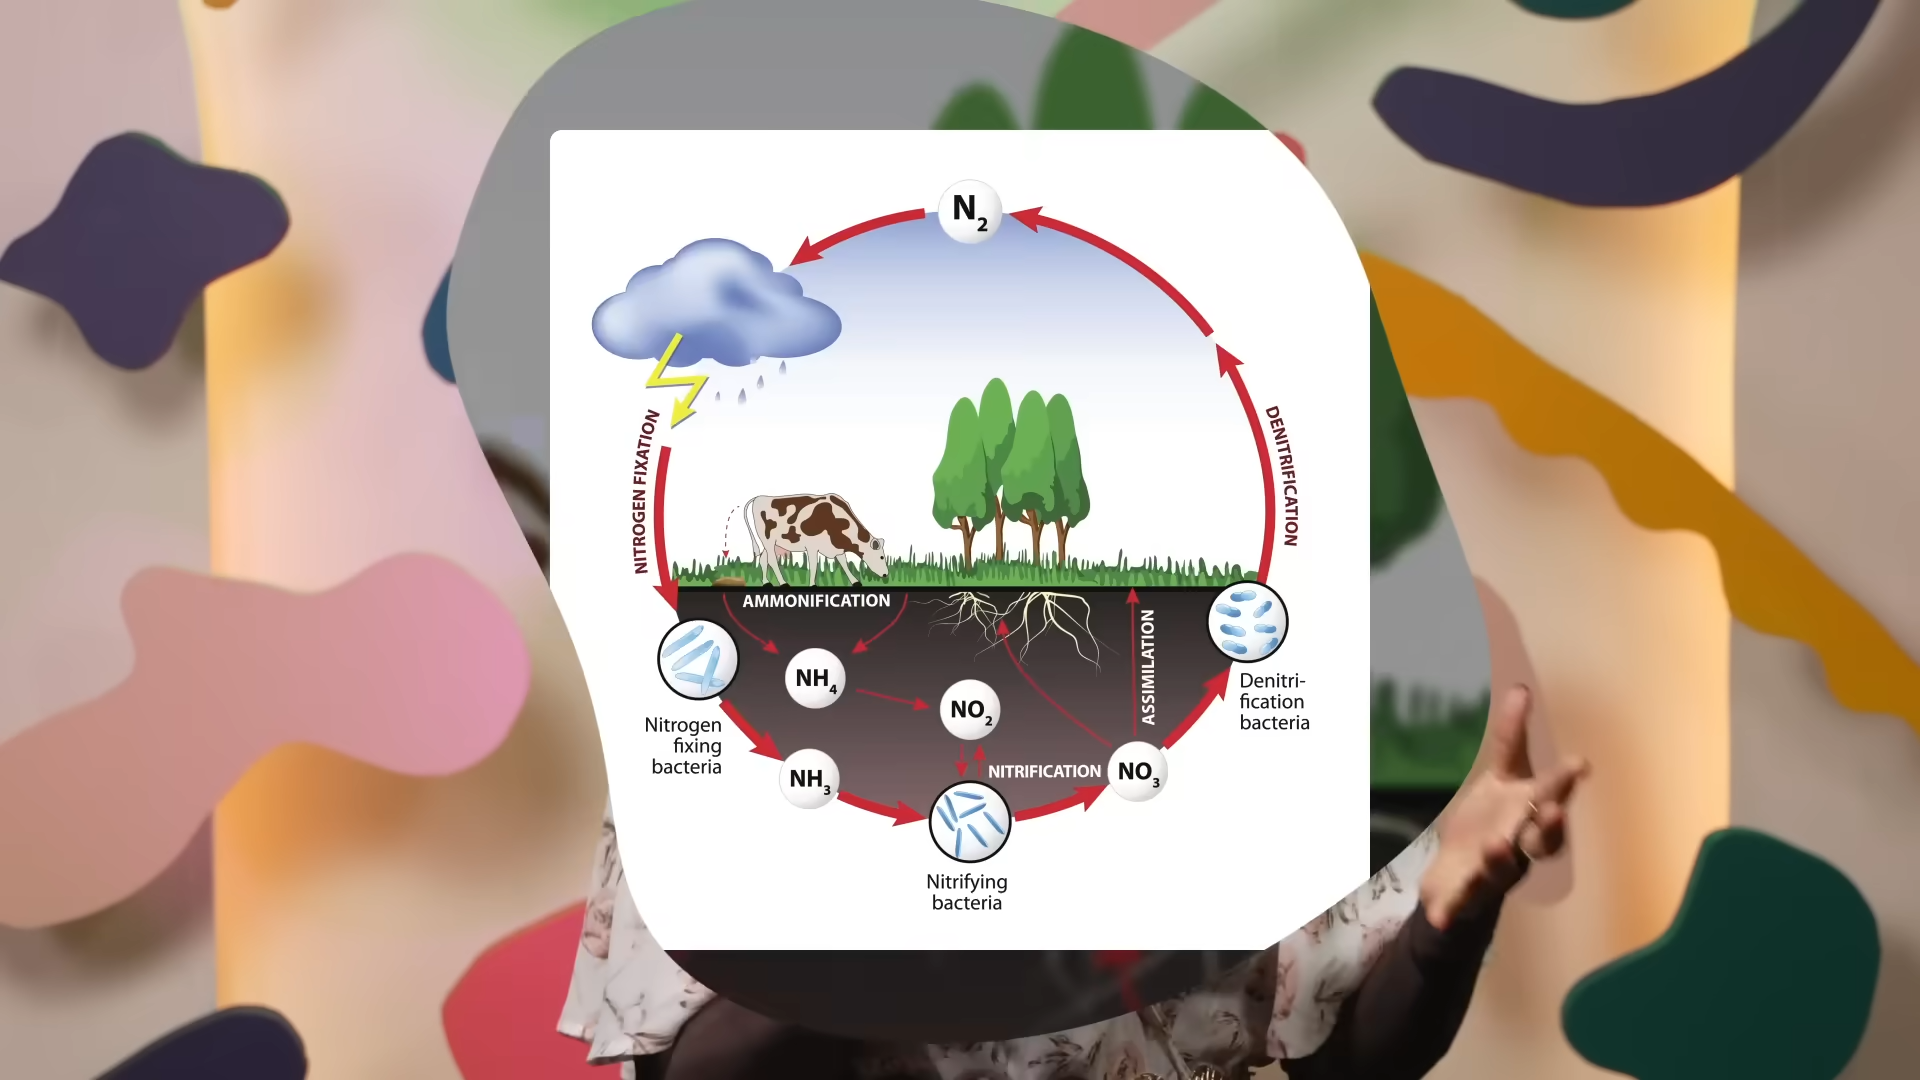 N2
NITROGEN FIXATION
DENITRIFICATION
AMMONIFICATION
NH4
NO2
ASSIMILATION
Nitrogen
fixing
bacteria
Denitri-
fication
bacteria
NH3
NITRIFICATION
NO3
Nitrifying
bacteria